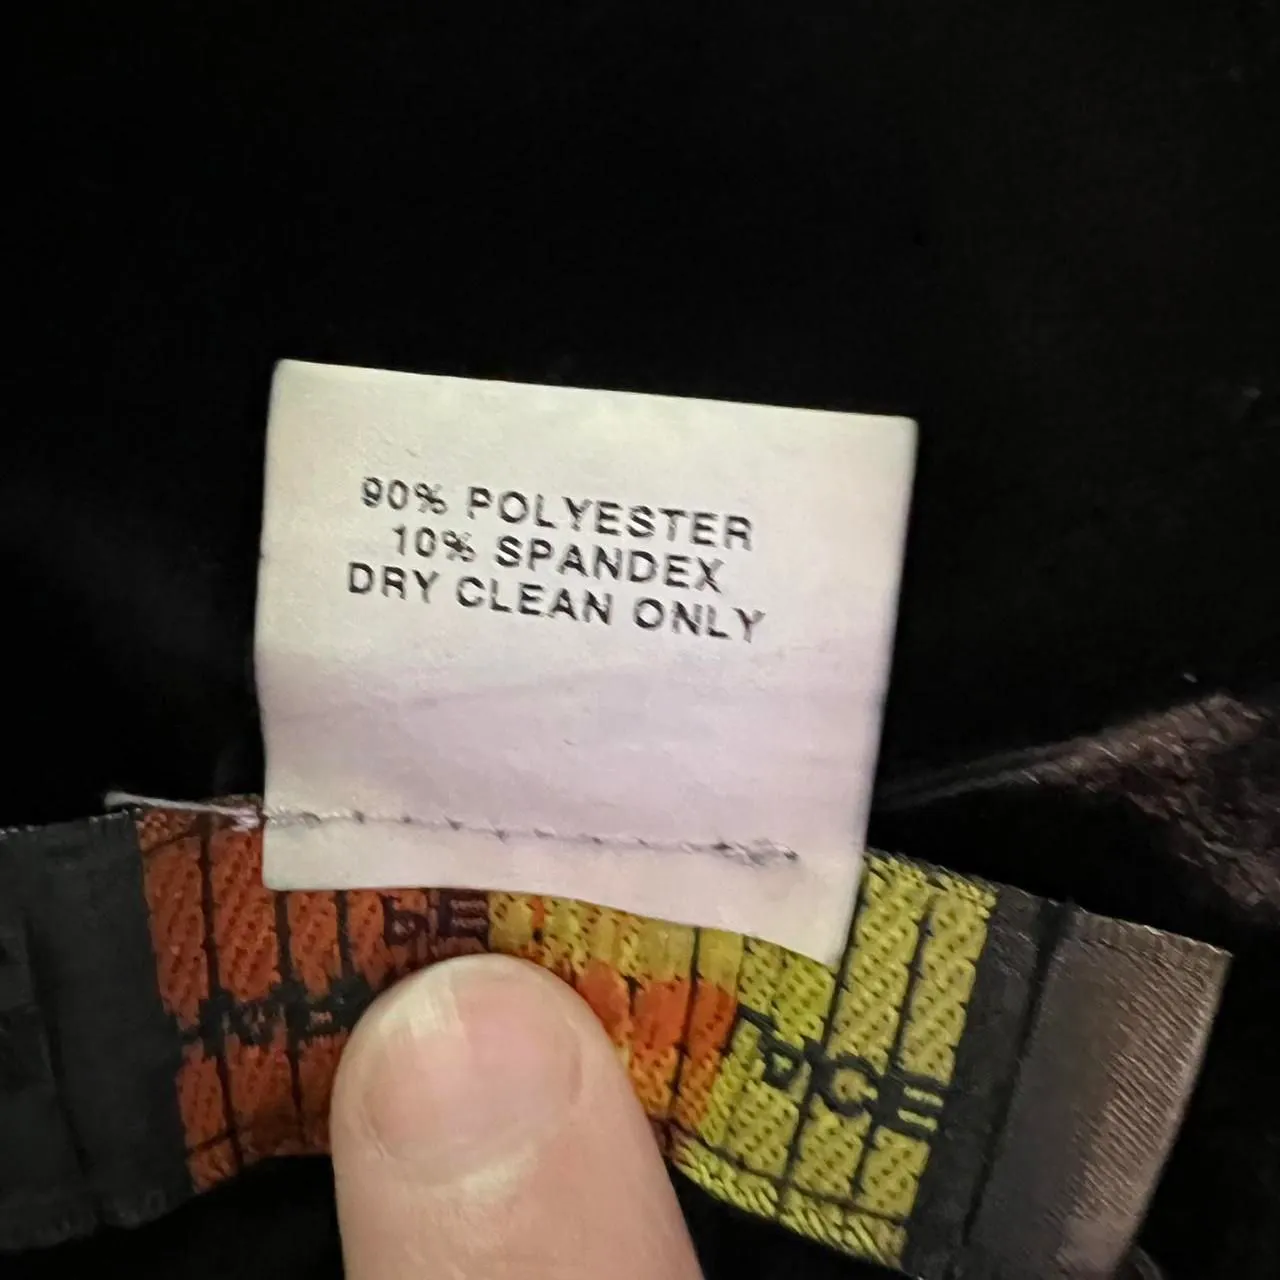 90% POLYESTER
10% SPANDEX
DRY CLEAN ONLY